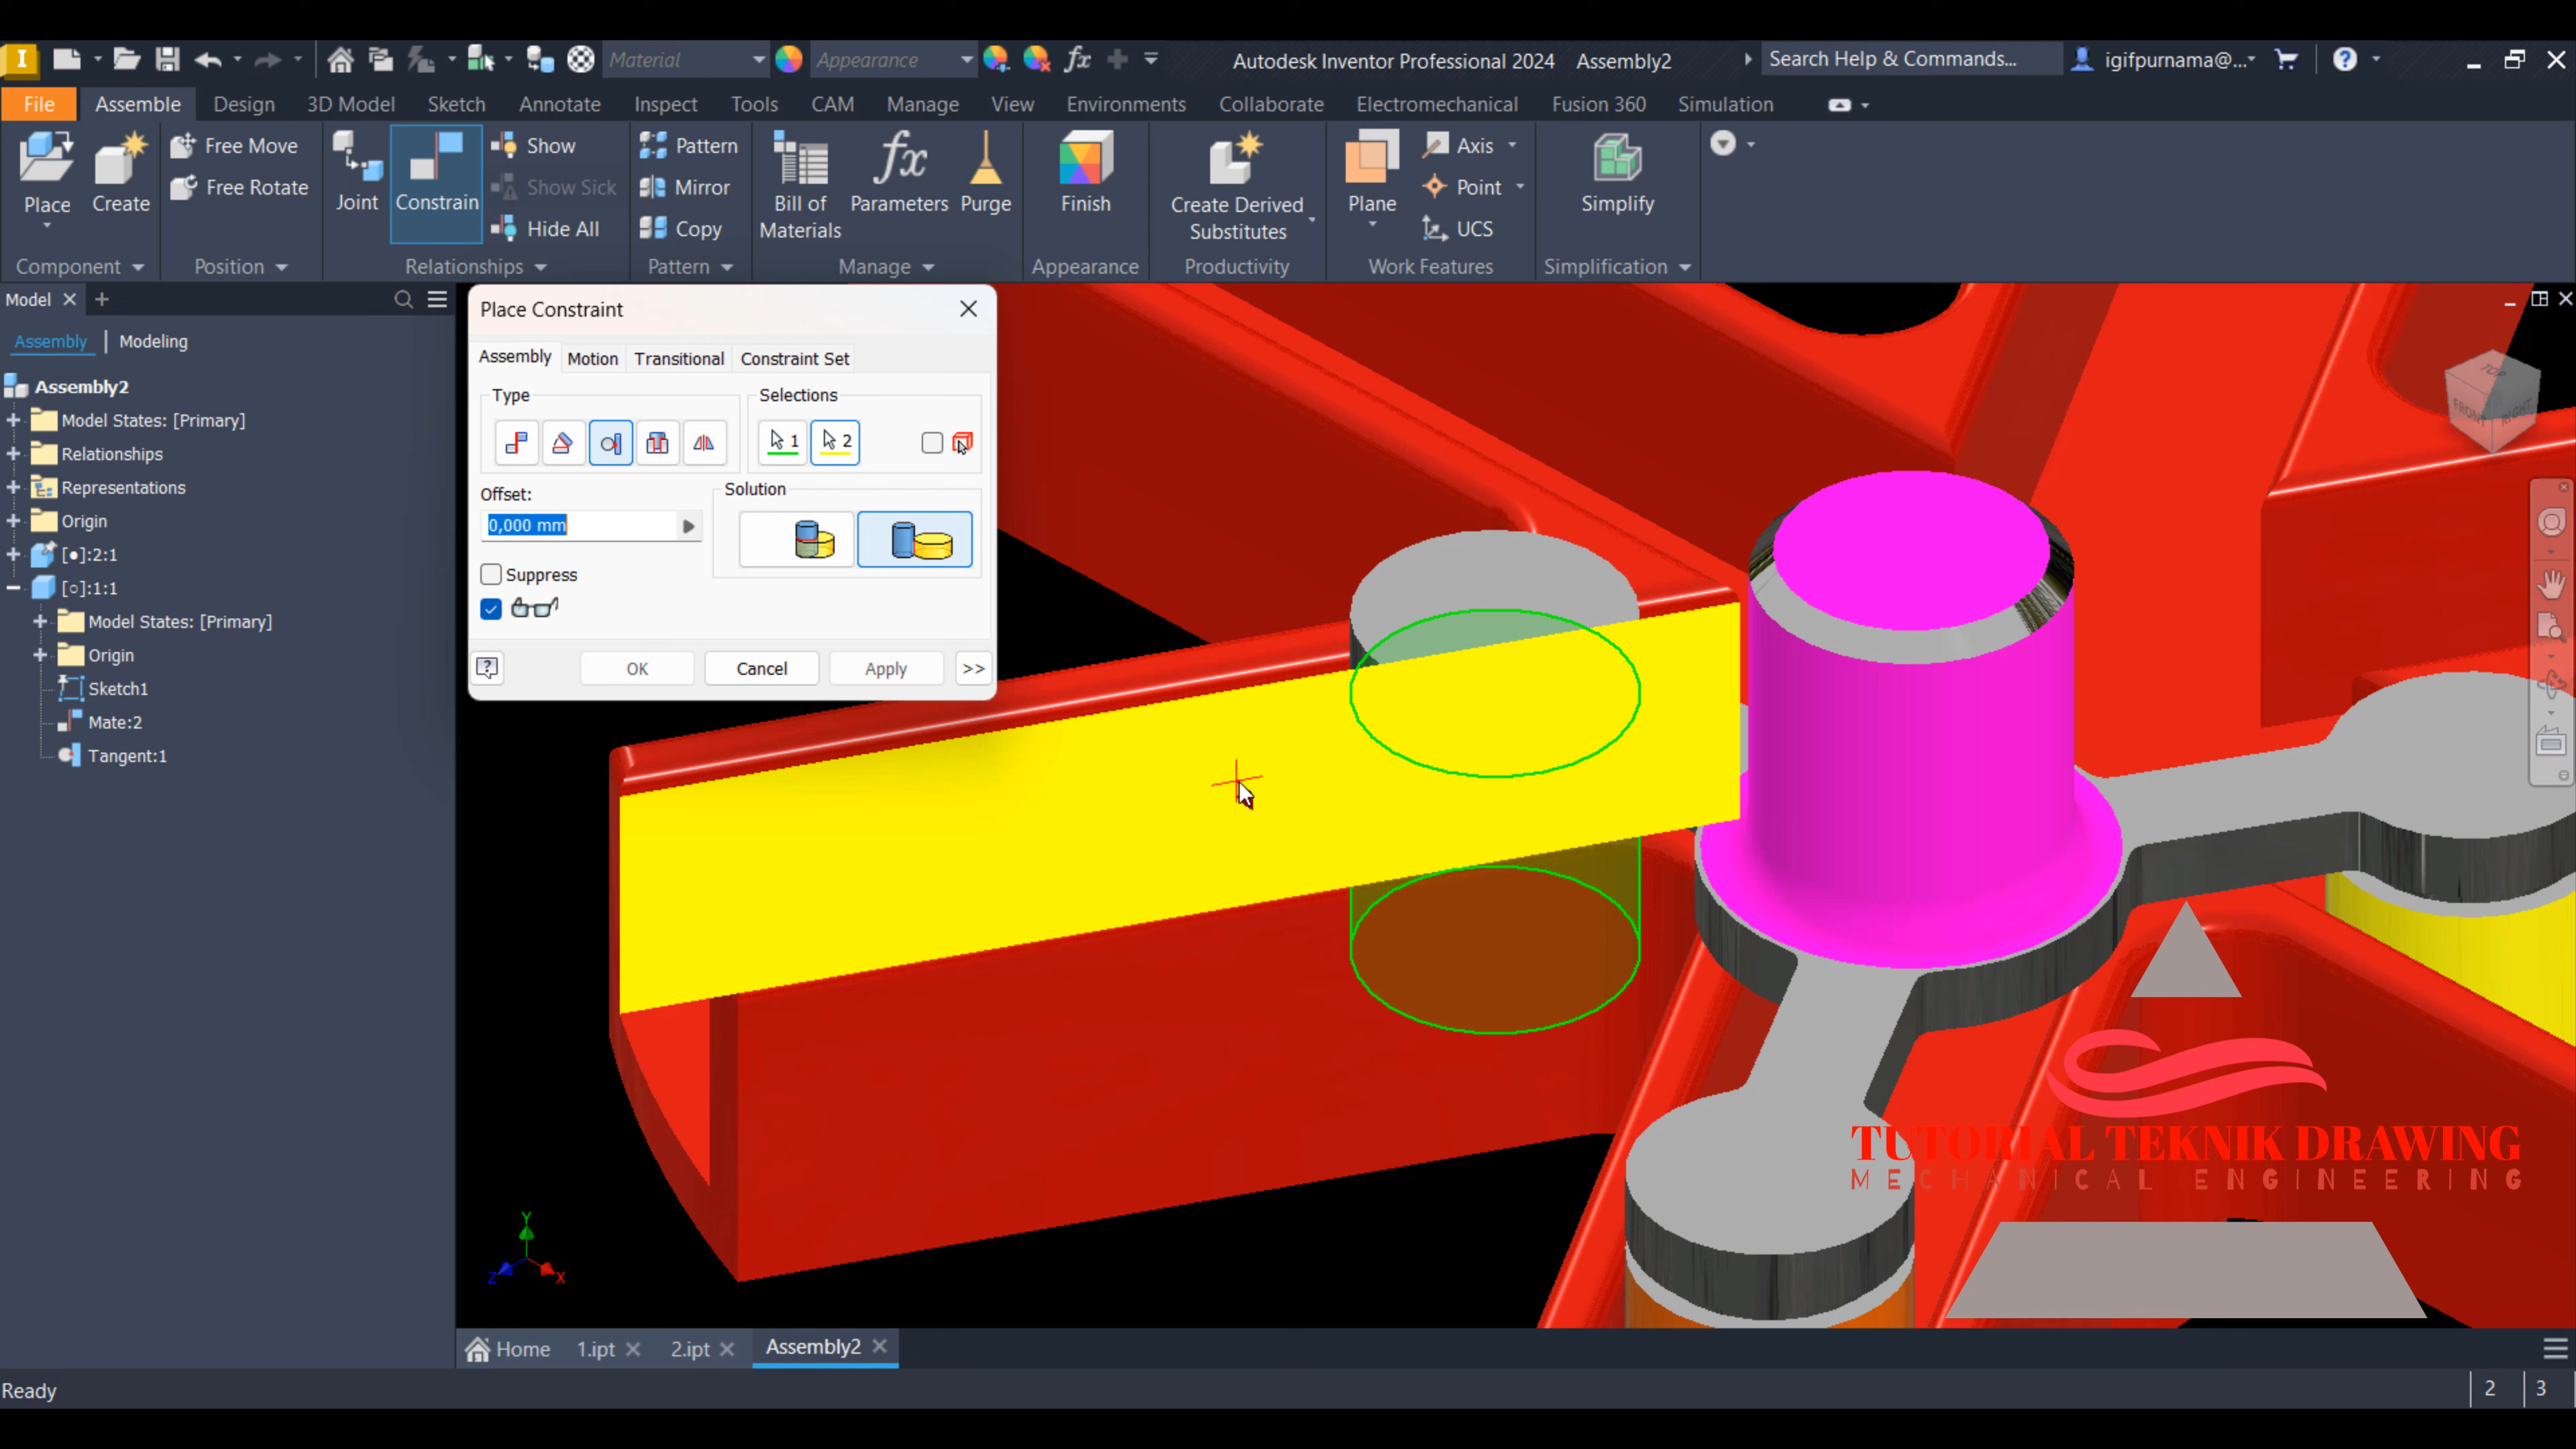 Material
Appearance
fx
Autodesk Inventor Professional 2024 Assembly2
Search Help & Commands...
igifpurnama@...
File Assemble Design 3D Model Sketch Annotate Inspect Tools CAM Manage View Environments Collaborate Electromechanical Fusion 360 Simulation
Place
Create
Free Move
Free Rotate
Joint
Constrain
Show
Show Sick
Hide All
Pattern
Mirror
Copy
Bill of
Materials
fx
Parameters
Purge
Finish
Create Derived
Substitutes
Plane
Axis
Point
UCS
Simplify
Component
Position
Relationships
Pattern
Manage
Appearance
Productivity
Work Features
Simplification
Model
Assembly | Modeling
Assembly2
Model States: [Primary]
Relationships
Representations
Origin
[●]:2:1
[○]:1:1
Model States: [Primary]
Origin
Sketch1
Mate:2
Tangent:1
Place Constraint
Assembly Motion Transitional Constraint Set
Type
Selections
1
2
Offset:
0,000 mm
Solution
Suppress
OK
Cancel
Apply
>>
TOP
FRONT
RIGHT
Y
Z
X
TUTORIAL TEKNIK DRAWING
MECHANICAL ENGINEERING
Home
1.ipt
2.ipt
Assembly2
Ready
2
3